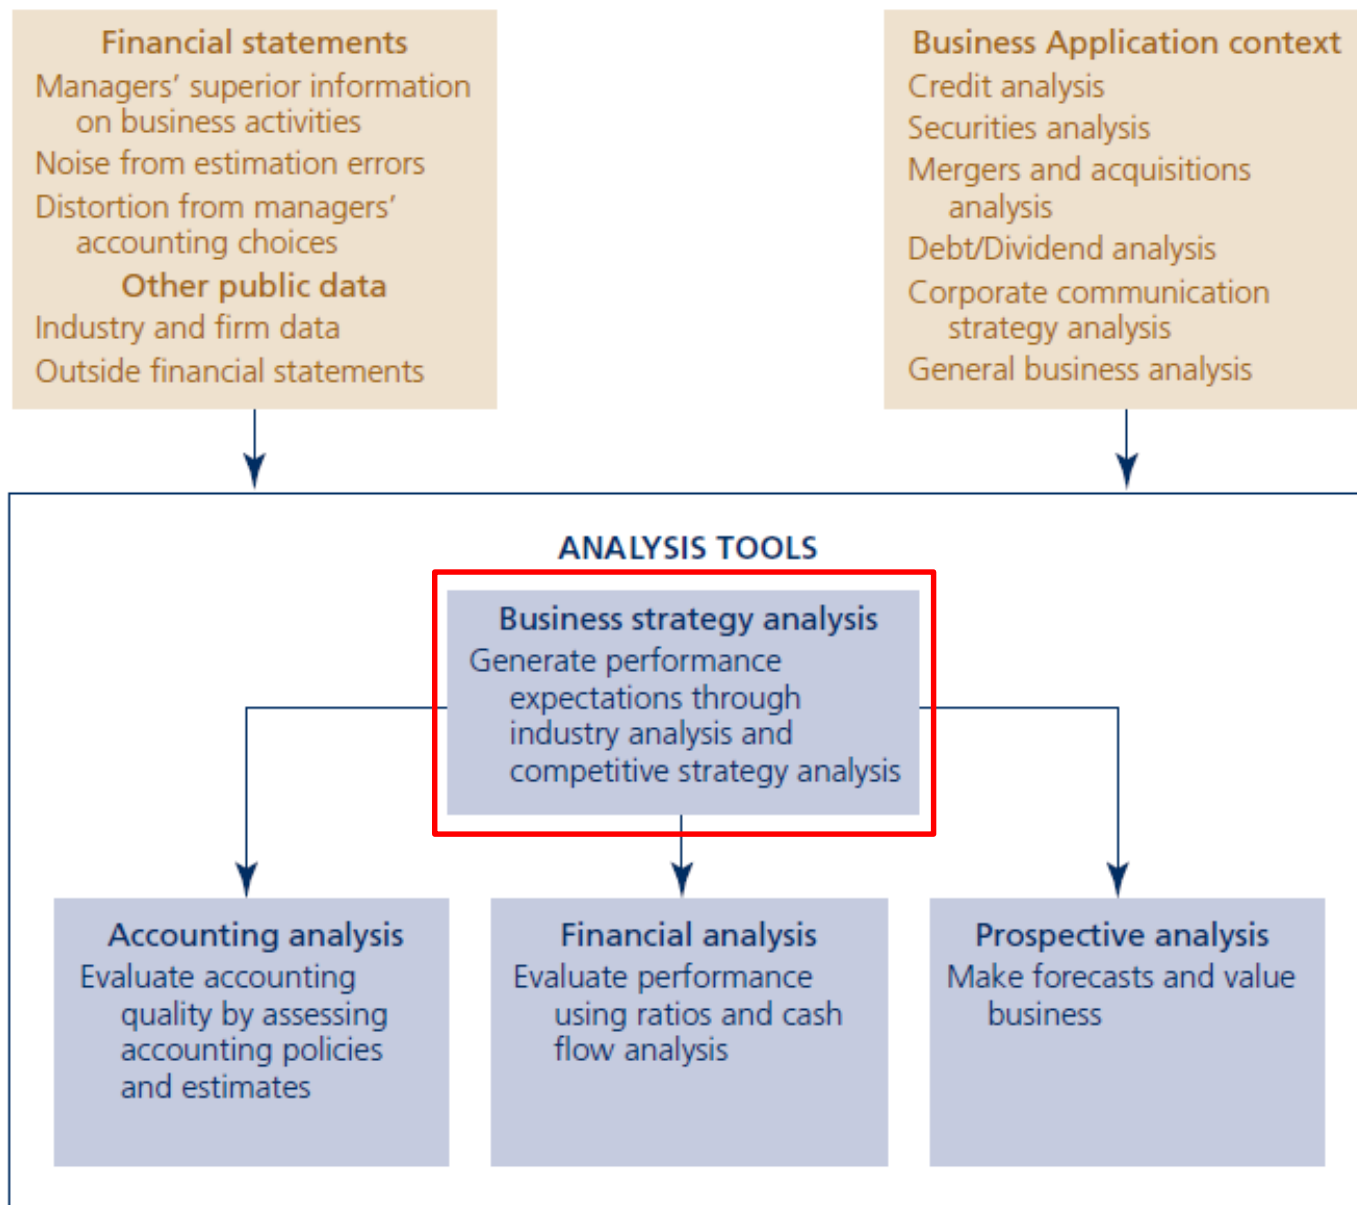 Financial statements
Managers’ superior information
on business activities
Noise from estimation errors
Distortion from managers’
accounting choices
Other public data
Industry and firm data
Outside financial statements
Business Application context
Credit analysis
Securities analysis
Mergers and acquisitions
analysis
Debt/Dividend analysis
Corporate communication
strategy analysis
General business analysis
ANALYSIS TOOLS
Business strategy analysis
Generate performance
expectations through
industry analysis and
competitive strategy analysis
Accounting analysis
Evaluate accounting
quality by assessing
accounting policies
and estimates
Financial analysis
Evaluate performance
using ratios and cash
flow analysis
Prospective analysis
Make forecasts and value
business